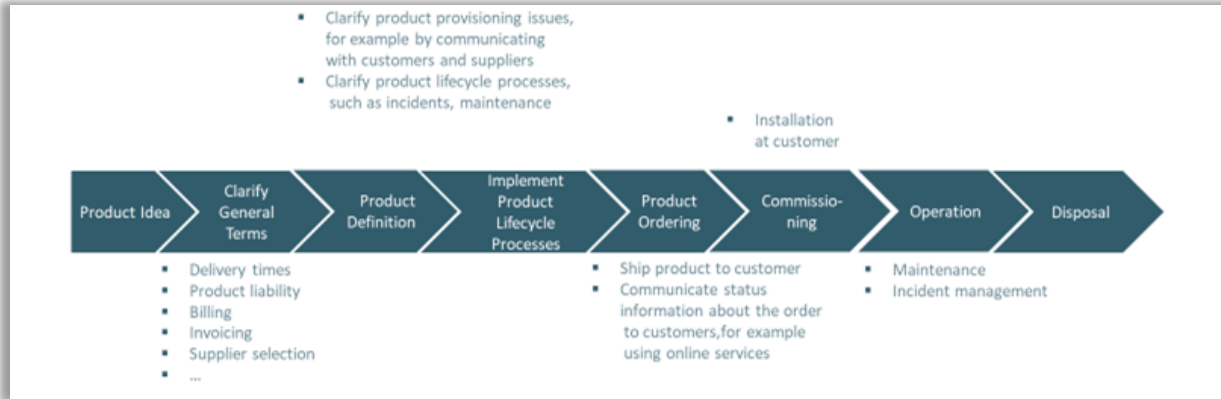 ▪ Clarify product provisioning issues,
for example by communicating
with customers and suppliers
▪ Clarify product lifecycle processes,
such as incidents, maintenance
▪ Installation
at customer
Product Idea
Clarify
General
Terms
Product
Definition
Implement
Product
Lifecycle
Processes
Product
Ordering
Commissio-
ning
Operation
Disposal
▪ Delivery times
▪ Product liability
▪ Billing
▪ Invoicing
▪ Supplier selection
▪ ...
▪ Ship product to customer
▪ Communicate status
information about the order
to customers,for example
using online services
▪ Maintenance
▪ Incident management